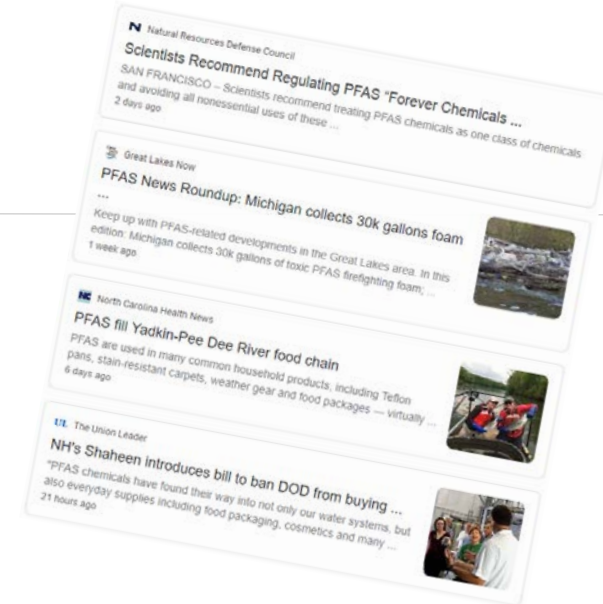 Natural Resources Defense Council
Scientists Recommend Regulating PFAS "Forever Chemicals ...
SAN FRANCISCO – Scientists recommend treating PFAS chemicals as one class of chemicals
and avoiding all nonessential uses of these ...
2 days ago
Great Lakes Now
PFAS News Roundup: Michigan collects 30k gallons foam
...
Keep up with PFAS-related developments in the Great Lakes area. In this
edition: Michigan collects 30k gallons of toxic PFAS firefighting foam; ...
1 week ago
North Carolina Health News
PFAS fill Yadkin-Pee Dee River food chain
PFAS are used in many common household products, including Teflon
pans, stain-resistant carpets, weather gear and food packages — virtually ...
6 days ago
UL The Union Leader
NH's Shaheen introduces bill to ban DOD from buying ...
"PFAS chemicals have found their way into not only our water systems, but
also everyday supplies including food packaging, cosmetics and many ...
21 hours ago